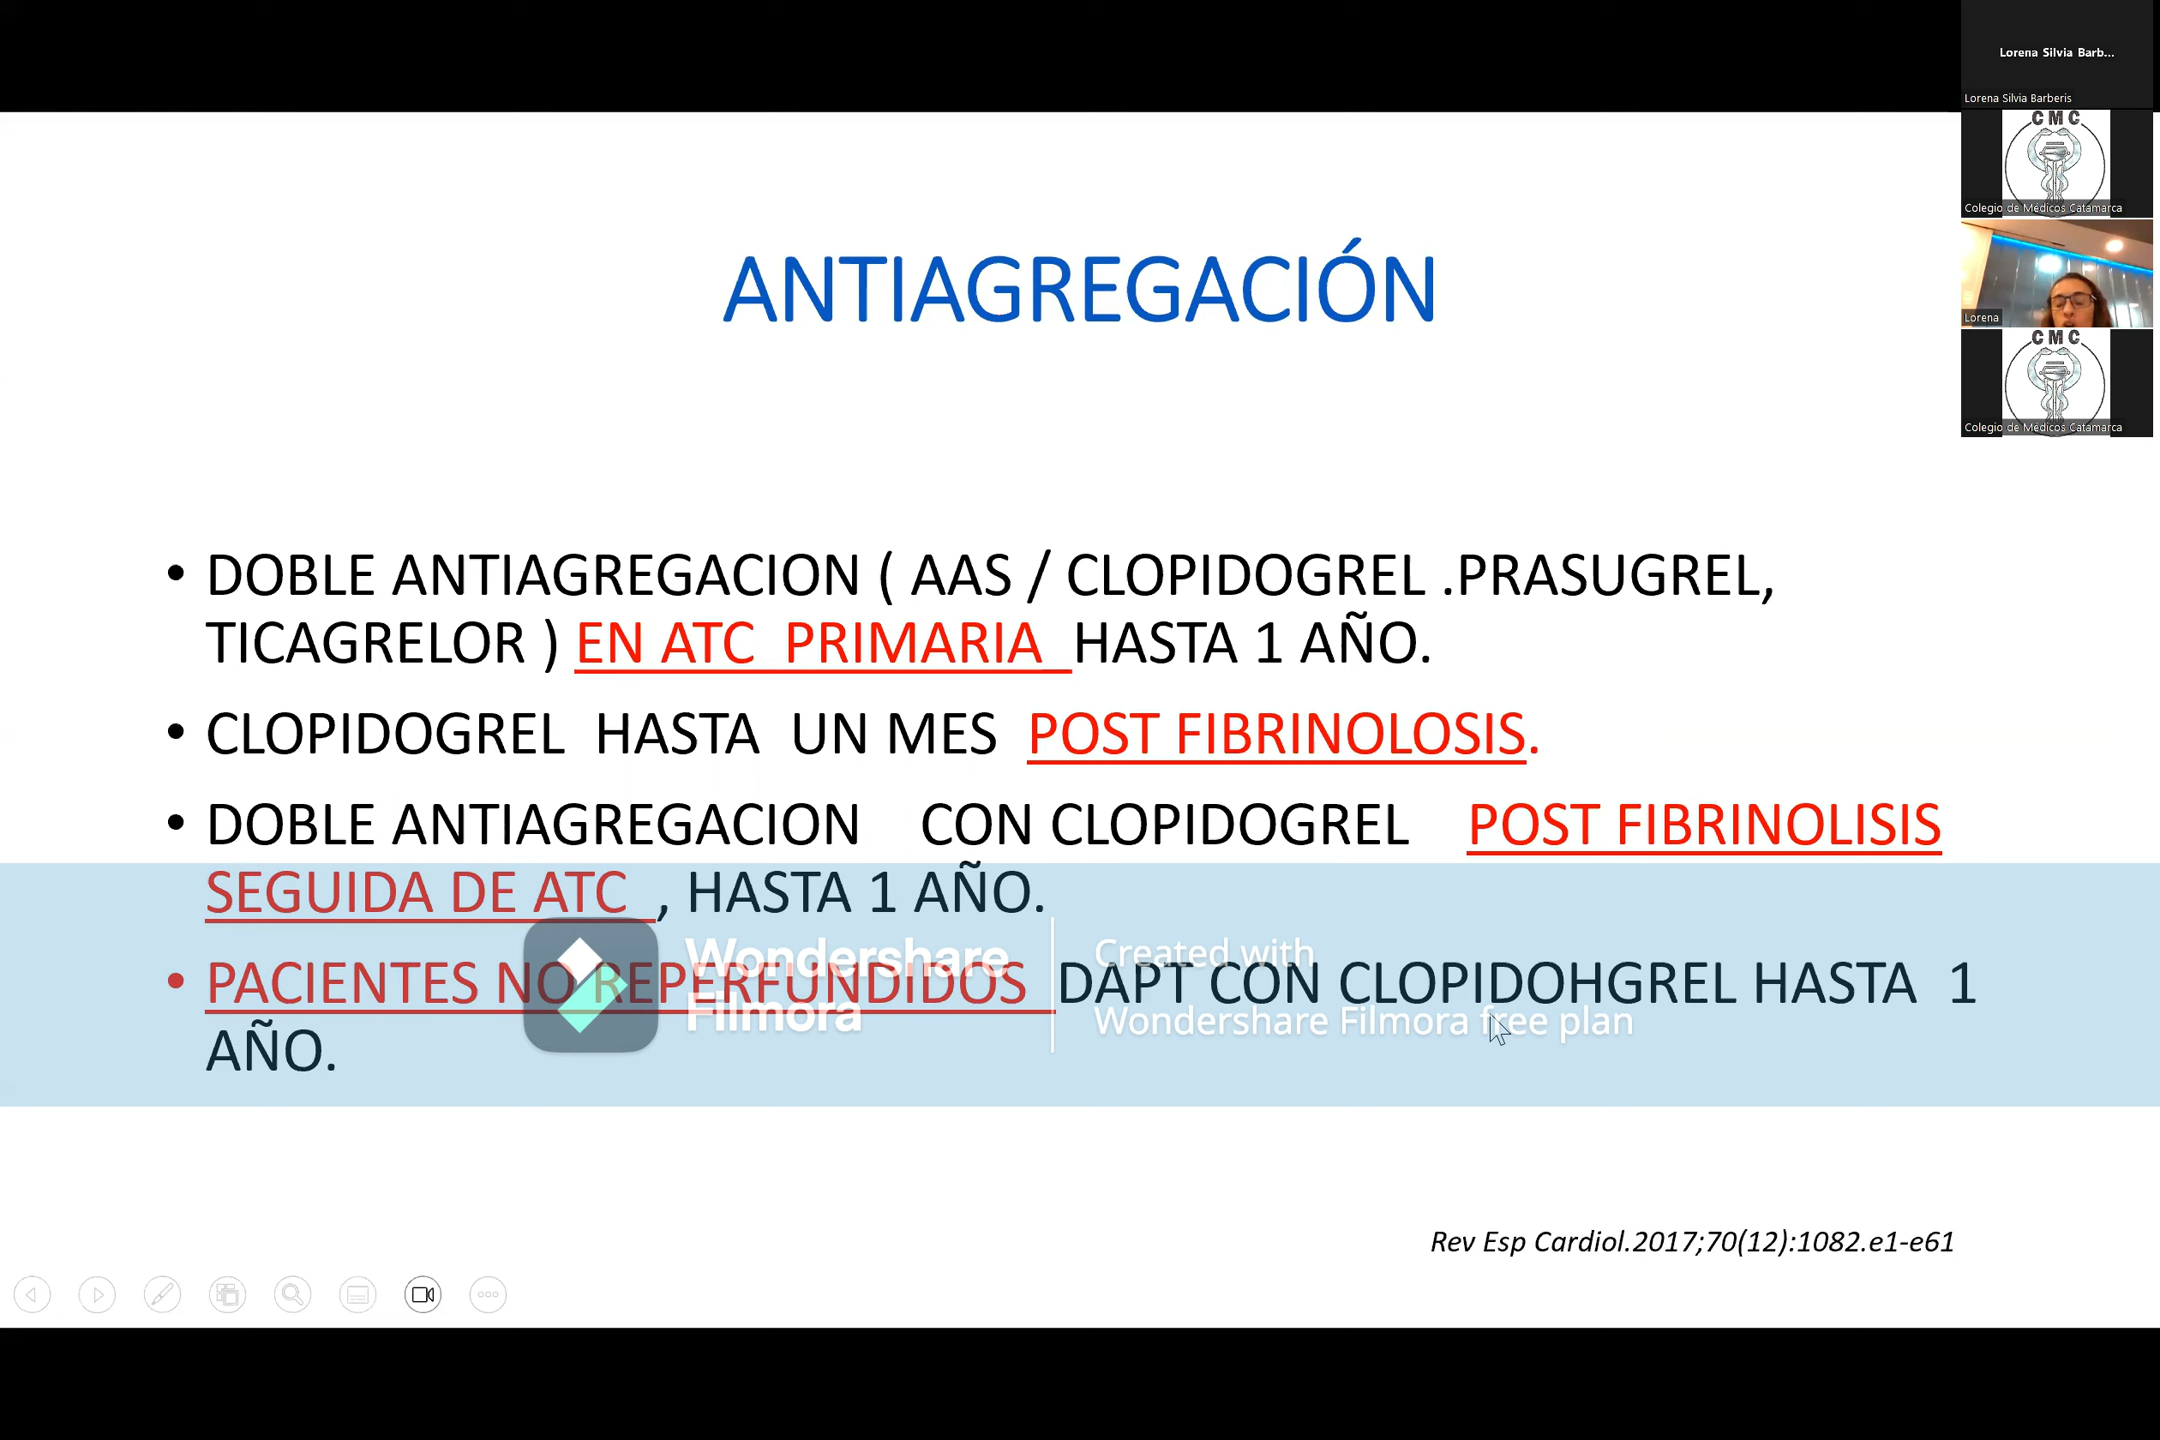 Lorena Silvia Barb...
Lorena Silvia Barberis
CMC
Colegio de Médicos Catamarca
Lorena
CMC
Colegio de Médicos Catamarca
ANTIAGREGACIÓN
• DOBLE ANTIAGREGACION ( AAS / CLOPIDOGREL .PRASUGREL,
TICAGRELOR ) EN ATC PRIMARIA HASTA 1 AÑO.
• CLOPIDOGREL HASTA UN MES POST FIBRINOLOSIS.
• DOBLE ANTIAGREGACION CON CLOPIDOGREL POST FIBRINOLISIS
SEGUIDA DE ATC , HASTA 1 AÑO.
• PACIENTES NO REPERFUNDIDOS DAPT CON CLOPIDOHGREL HASTA 1
AÑO.
Wondershare
Filmora
Created with
Wondershare Filmora free plan
Rev Esp Cardiol.2017;70(12):1082.e1-e61